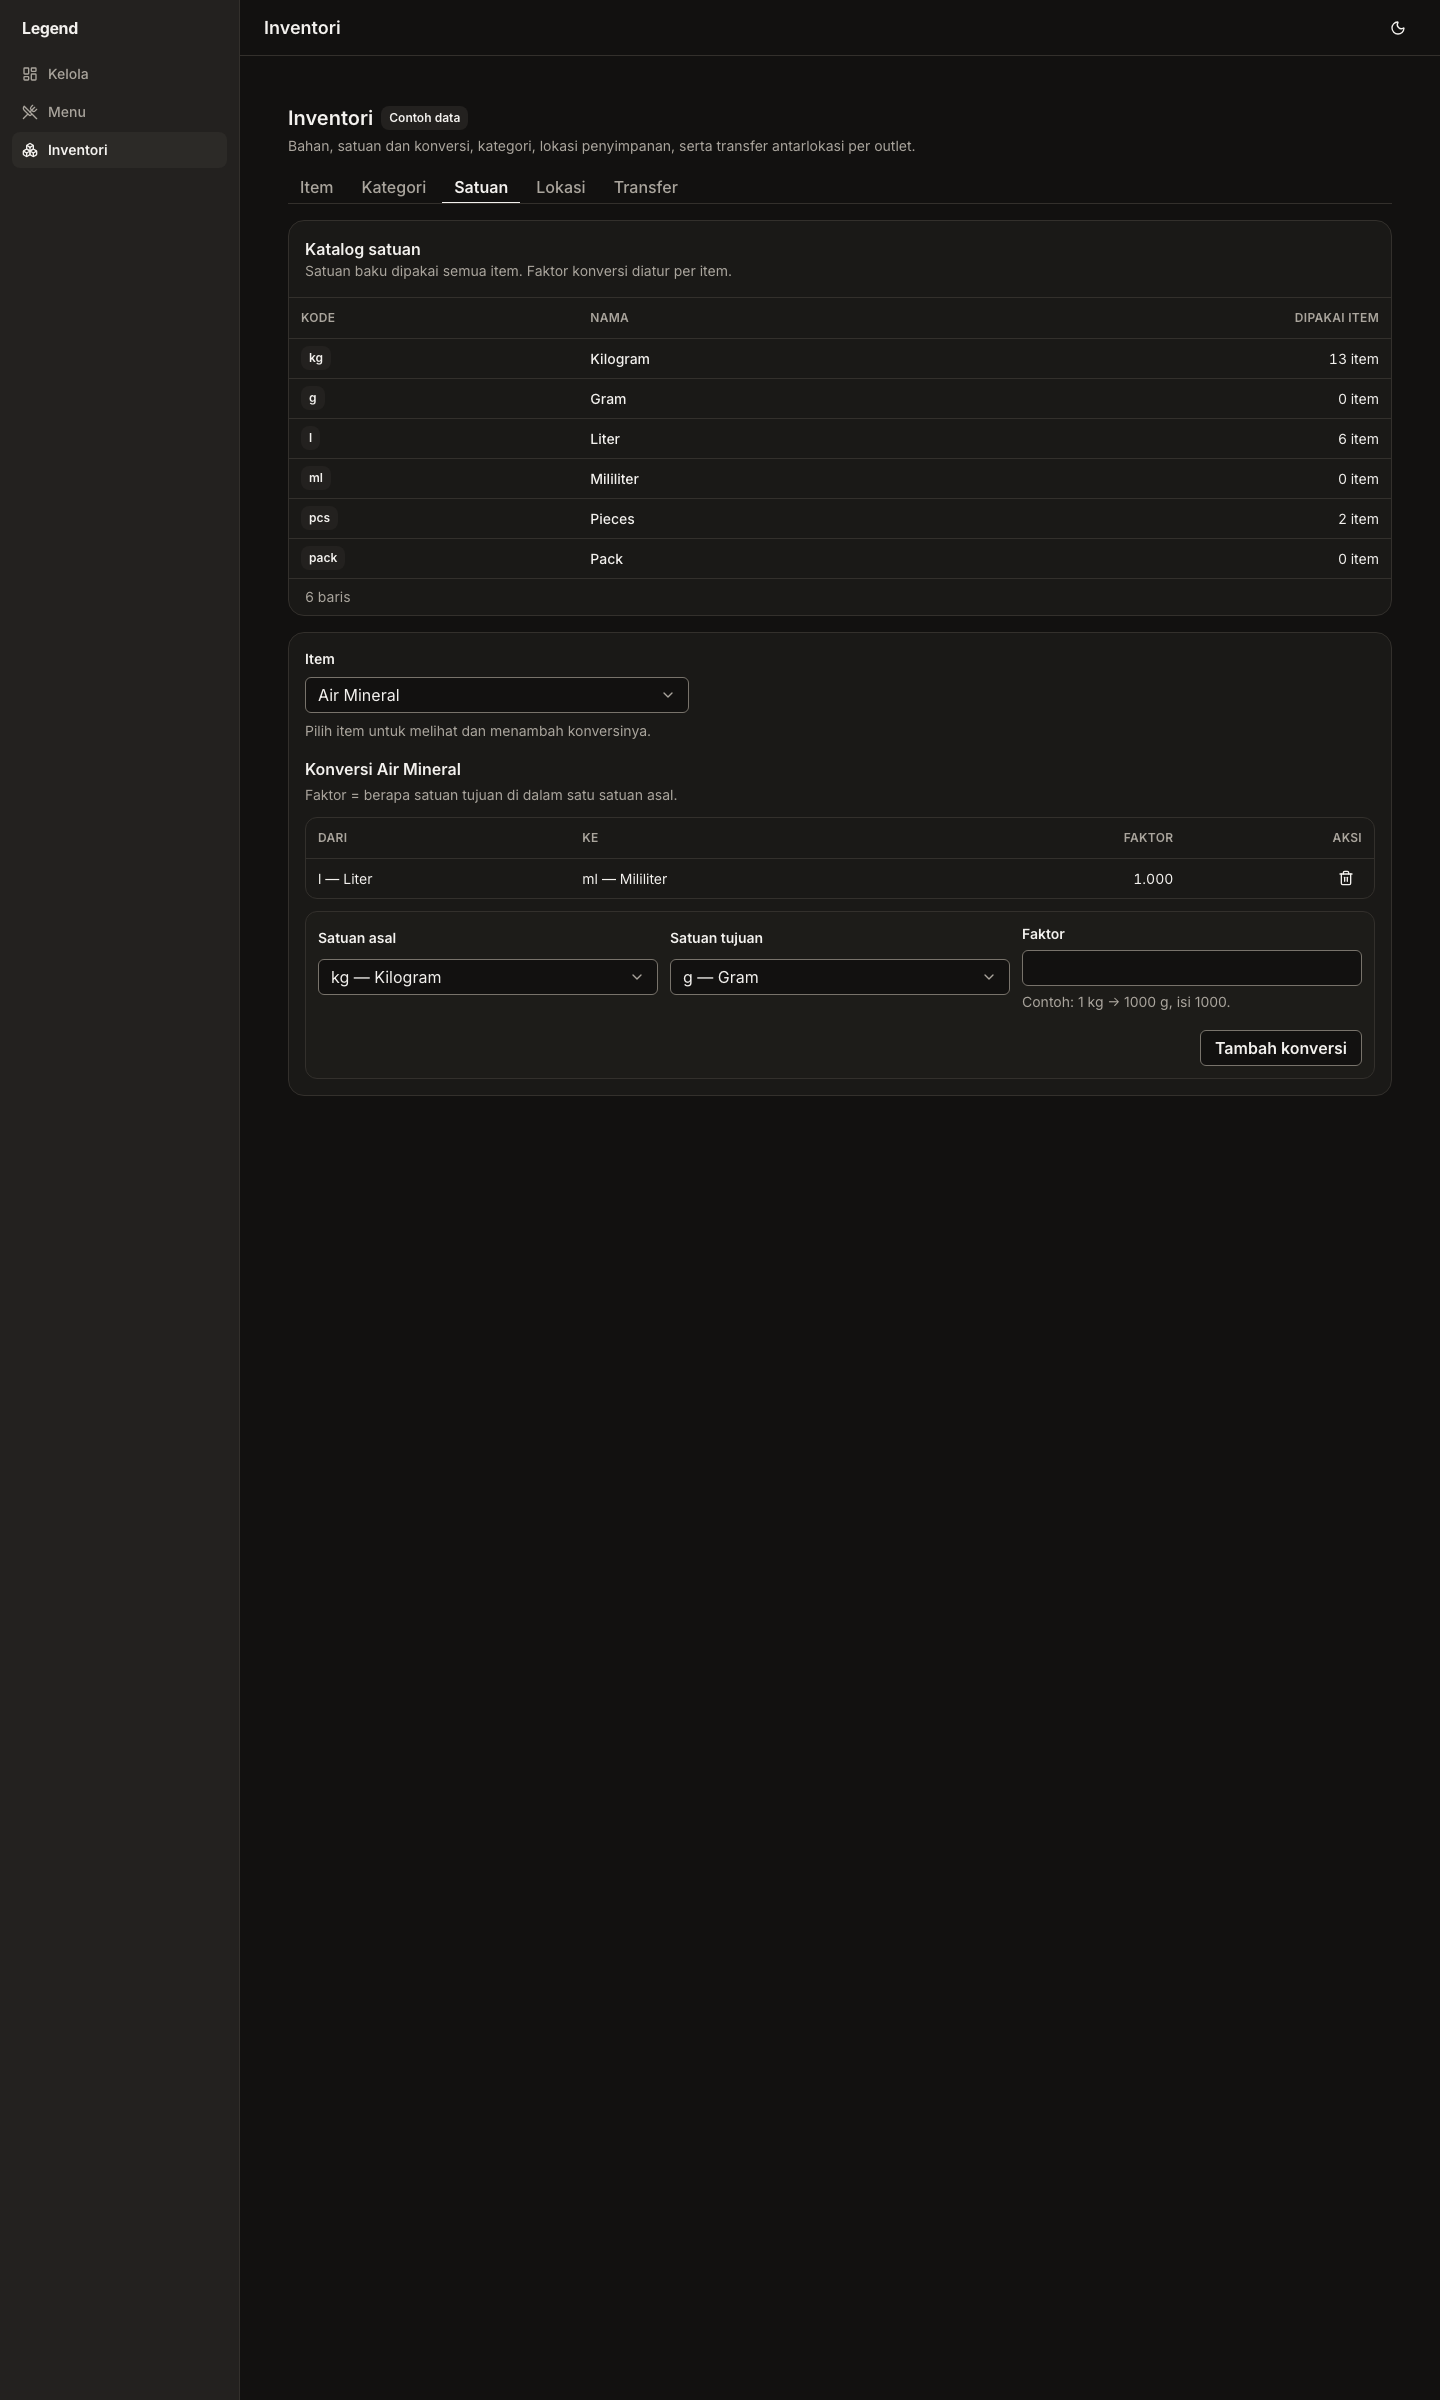 Legend
Inventori
Kelola
Menu
Inventori
Inventori Contoh data
Bahan, satuan dan konversi, kategori, lokasi penyimpanan, serta transfer antarlokasi per outlet.
Item Kategori Satuan Lokasi Transfer
Katalog satuan
Satuan baku dipakai semua item. Faktor konversi diatur per item.
KODE NAMA DIPAKAI ITEM
kg Kilogram 13 item
g Gram 0 item
l Liter 6 item
ml Mililiter 0 item
pcs Pieces 2 item
pack Pack 0 item
6 baris
Item
Air Mineral
Pilih item untuk melihat dan menambah konversinya.
Konversi Air Mineral
Faktor = berapa satuan tujuan di dalam satu satuan asal.
DARI KE FAKTOR AKSI
l — Liter ml — Mililiter 1.000
Satuan asal Satuan tujuan Faktor
kg — Kilogram g — Gram
Contoh: 1 kg → 1000 g, isi 1000.
Tambah konversi